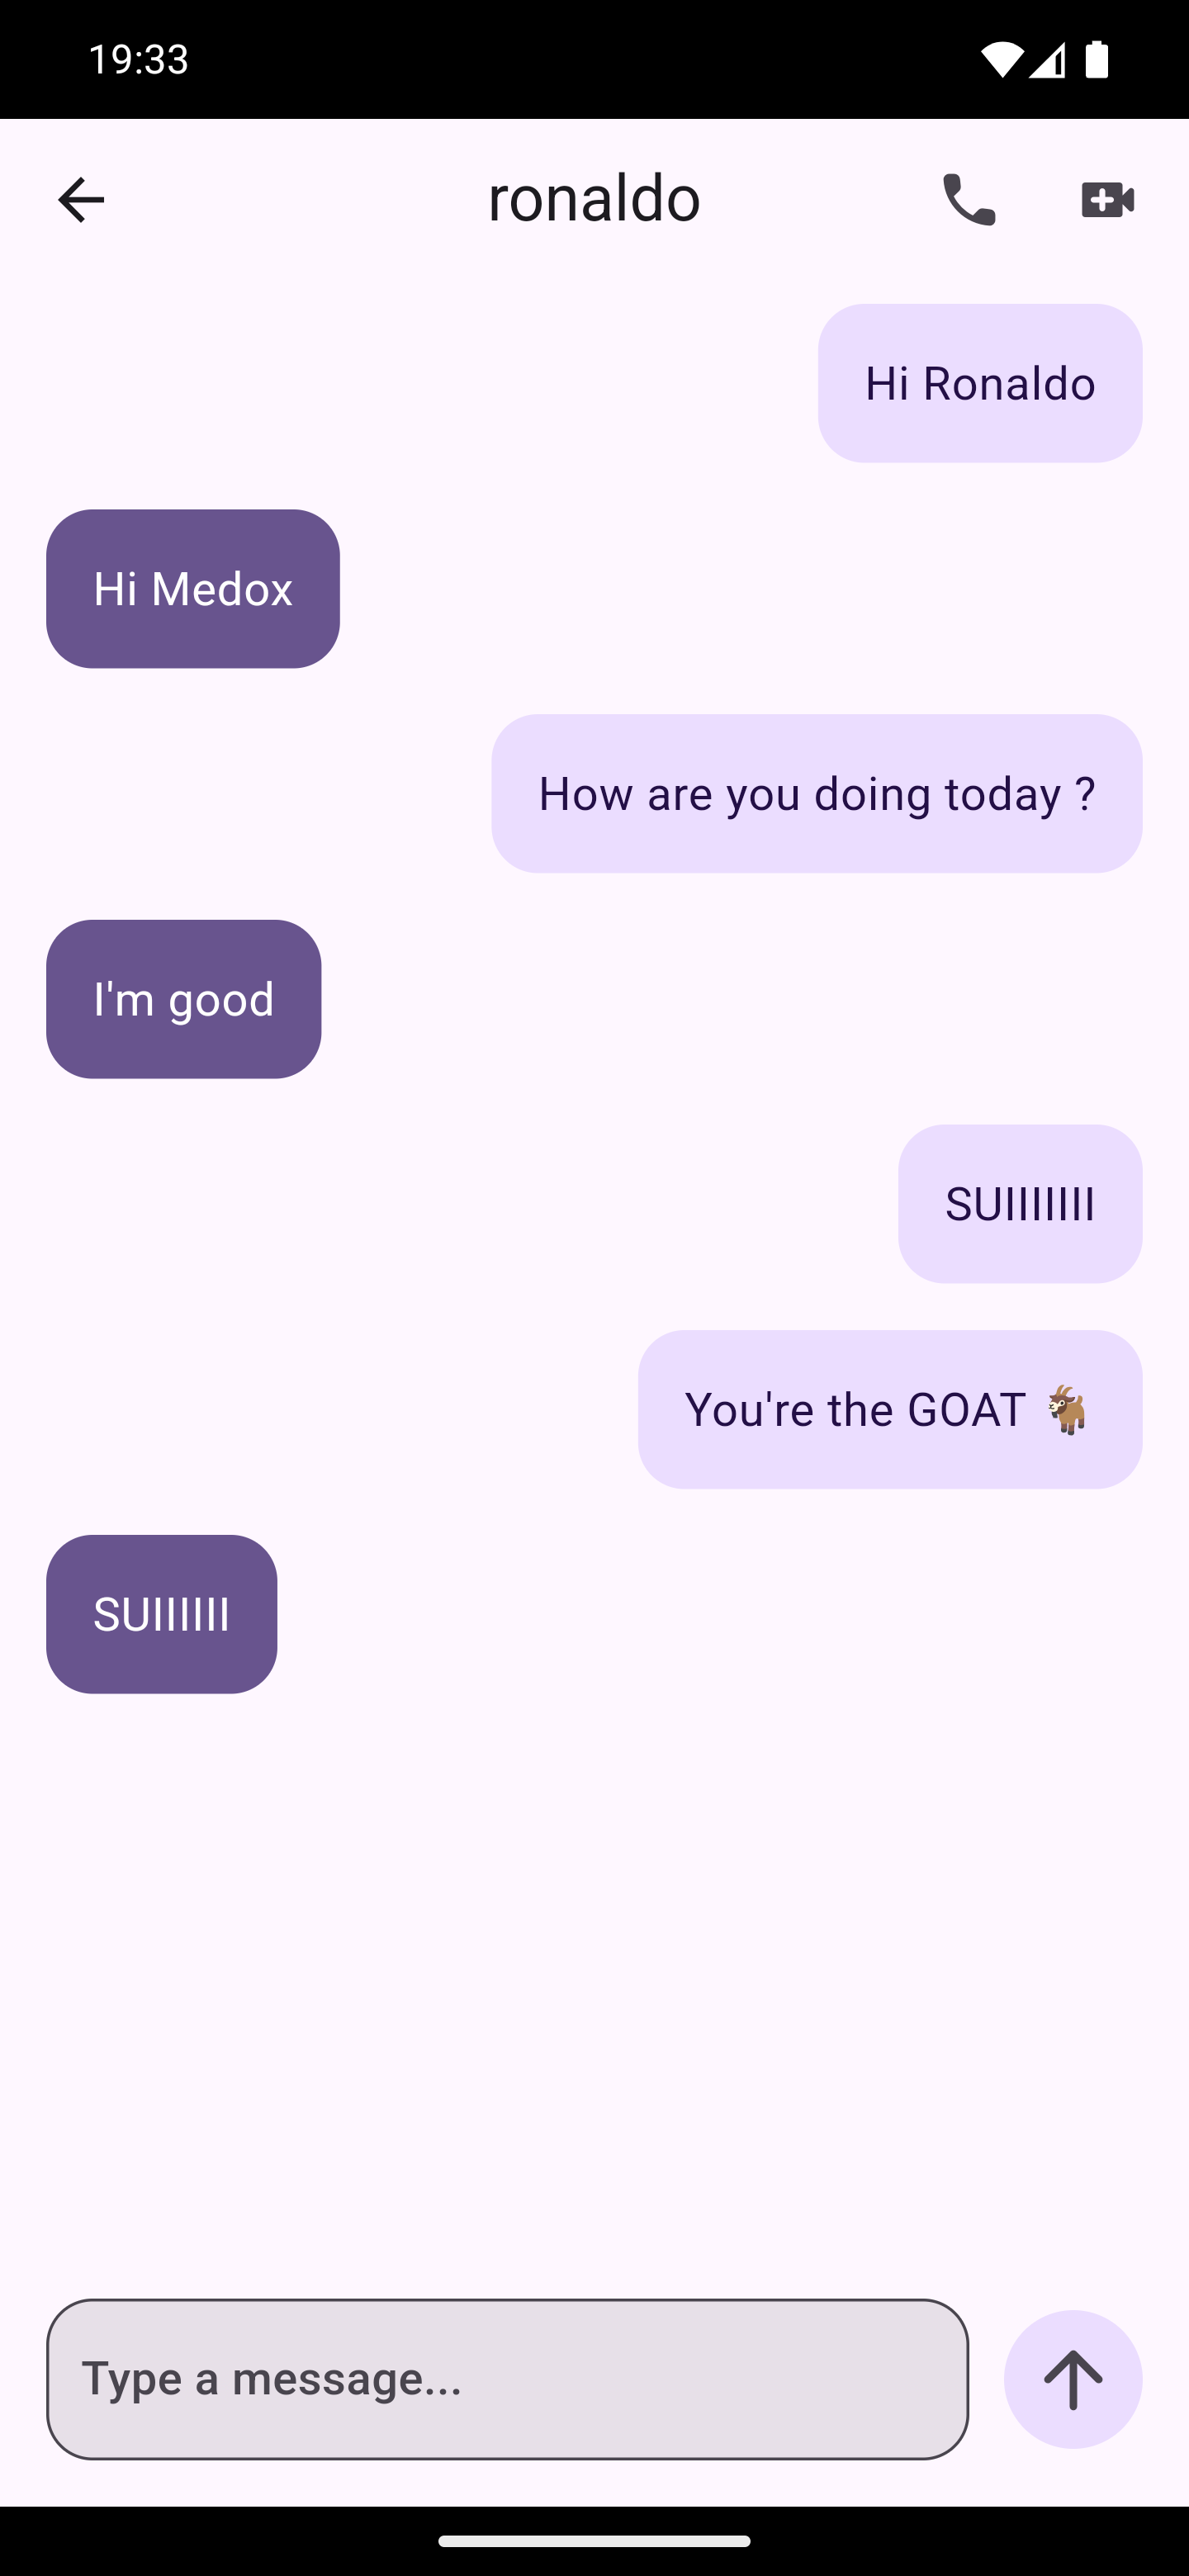 19:33
ronaldo
Hi Ronaldo
Hi Medox
How are you doing today ?
I'm good
SUIIIIIII
You're the GOAT 🐐
SUIIIIII
Type a message...